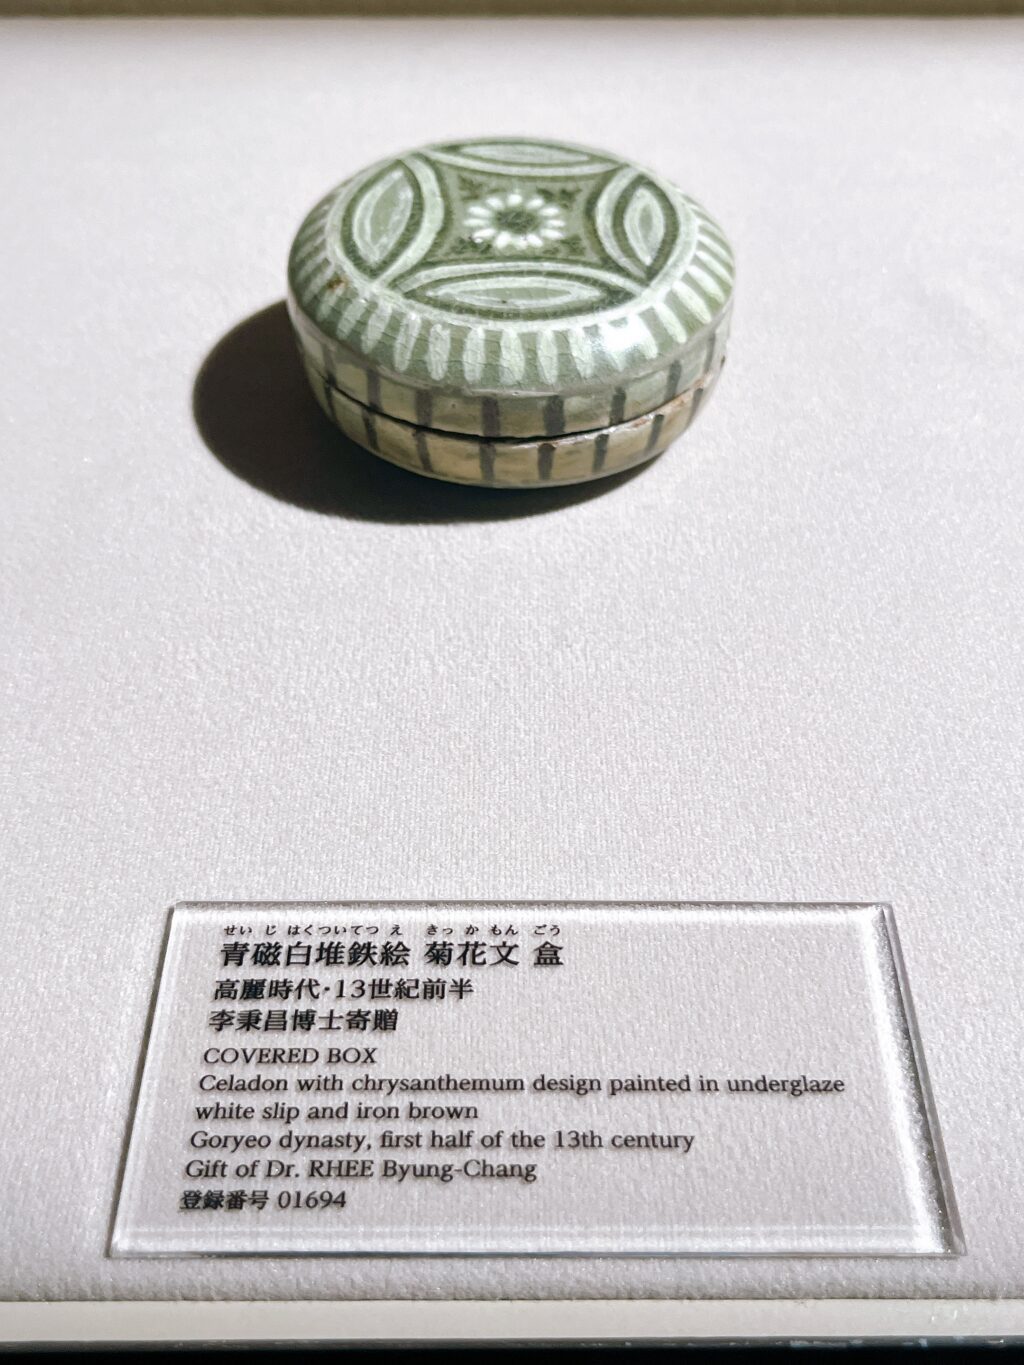 せいじはくついてつえ きっかもん ごう
青磁白堆鉄絵 菊花文 盒
高麗時代・13世紀前半
李秉昌博士寄贈
COVERED BOX
Celadon with chrysanthemum design painted in underglaze
white slip and iron brown
Goryeo dynasty, first half of the 13th century
Gift of Dr. RHEE Byung-Chang
登録番号 01694